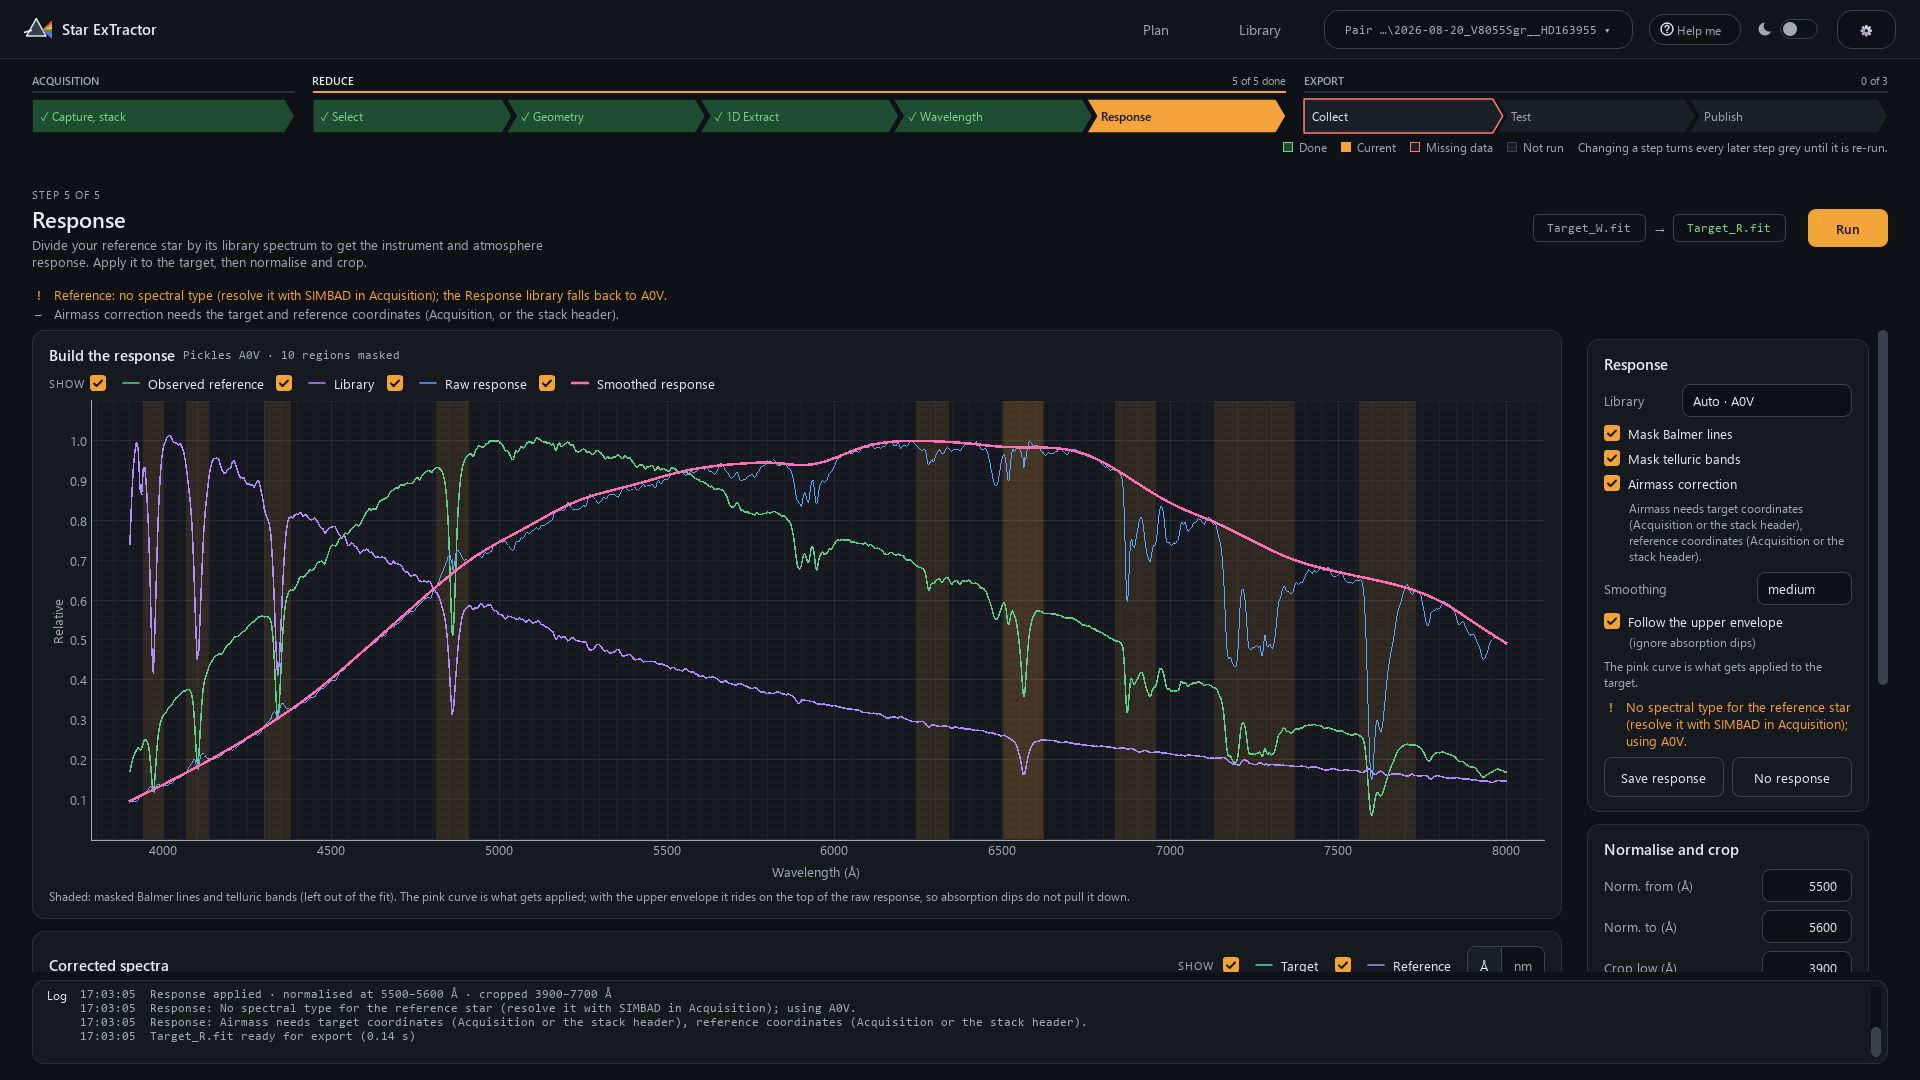 Star ExTractor
Plan
Library
Pair …\2026-08-20_V8055Sgr__HD163955 ▾
Help me
ACQUISITION
REDUCE
5 of 5 done
EXPORT
0 of 3
✓ Capture, stack
✓ Select
✓ Geometry
✓ 1D Extract
✓ Wavelength
Response
Collect
Test
Publish
Done
Current
Missing data
Not run
Changing a step turns every later step grey until it is re-run.
STEP 5 OF 5
Response
Divide your reference star by its library spectrum to get the instrument and atmosphere
response. Apply it to the target, then normalise and crop.
Target_W.fit → Target_R.fit
Run
! Reference: no spectral type (resolve it with SIMBAD in Acquisition); the Response library falls back to A0V.
– Airmass correction needs the target and reference coordinates (Acquisition, or the stack header).
Build the response Pickles A0V · 10 regions masked
SHOW Observed reference Library Raw response Smoothed response
1.0
0.9
0.8
0.7
0.6
0.5
0.4
0.3
0.2
0.1
Relative
4000 4500 5000 5500 6000 6500 7000 7500 8000
Wavelength (Å)
Shaded: masked Balmer lines and telluric bands (left out of the fit). The pink curve is what gets applied; with the upper envelope it rides on the top of the raw response, so absorption dips do not pull it down.
Response
Library Auto · A0V
Mask Balmer lines
Mask telluric bands
Airmass correction
Airmass needs target coordinates
(Acquisition or the stack header),
reference coordinates (Acquisition or the
stack header).
Smoothing medium
Follow the upper envelope
(ignore absorption dips)
The pink curve is what gets applied to the
target.
! No spectral type for the reference star
(resolve it with SIMBAD in Acquisition);
using A0V.
Save response
No response
Normalise and crop
Norm. from (Å) 5500
Norm. to (Å) 5600
Crop low (Å) 3900
Corrected spectra
SHOW Target Reference Å nm
Log
17:03:05 Response applied · normalised at 5500–5600 Å · cropped 3900–7700 Å
17:03:05 Response: No spectral type for the reference star (resolve it with SIMBAD in Acquisition); using A0V.
17:03:05 Response: Airmass needs target coordinates (Acquisition or the stack header), reference coordinates (Acquisition or the stack header).
17:03:05 Target_R.fit ready for export (0.14 s)